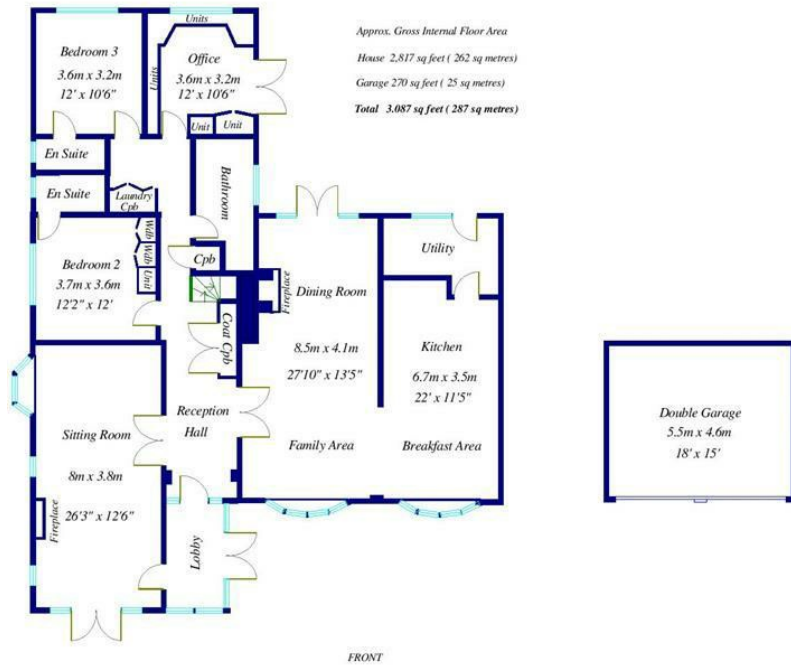 Approx. Gross Internal Floor Area
House 2,817 sq feet ( 262 sq metres)
Garage 270 sq feet ( 25 sq metres)
Total 3.087 sq feet ( 287 sq metres)
Units
Bedroom 3
3.6m x 3.2m
12' x 10'6"
Units
Office
3.6m x 3.2m
12' x 10'6"
Unit
Unit
En Suite
En Suite
Laundry
Cpb
Bathroom
Wdb
Wdb
Unit
Bedroom 2
3.7m x 3.6m
12'2" x 12'
Cpb
Coat Cpb
Fireplace
Dining Room
8.5m x 4.1m
27'10" x 13'5"
Family Area
Utility
Kitchen
6.7m x 3.5m
22' x 11'5"
Breakfast Area
Reception
Hall
Sitting Room
8m x 3.8m
26'3" x 12'6"
Fireplace
Lobby
Double Garage
5.5m x 4.6m
18' x 15'
FRONT